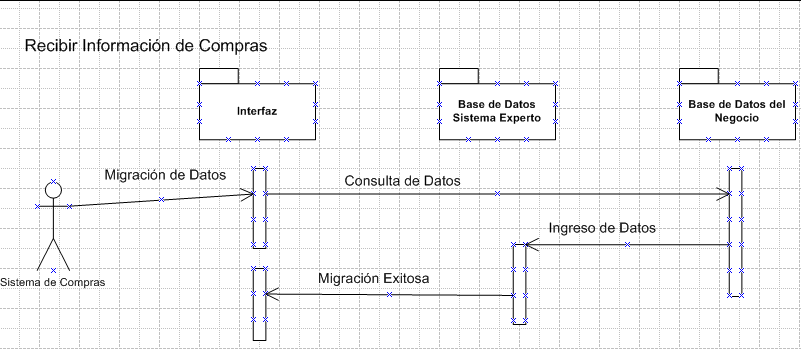 Recibir Información de Compras
Interfaz
Base de Datos
Sistema Experto
Base de Datos del
Negocio
Migración de Datos
Consulta de Datos
Ingreso de Datos
Migración Exitosa
Sistema de Compras